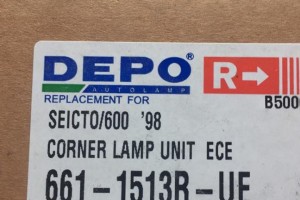 DEPO®
AUTOLAMP
R→
REPLACEMENT FOR
B500
SEICTO/600 '98
CORNER LAMP UNIT ECE
661-1513R-UE